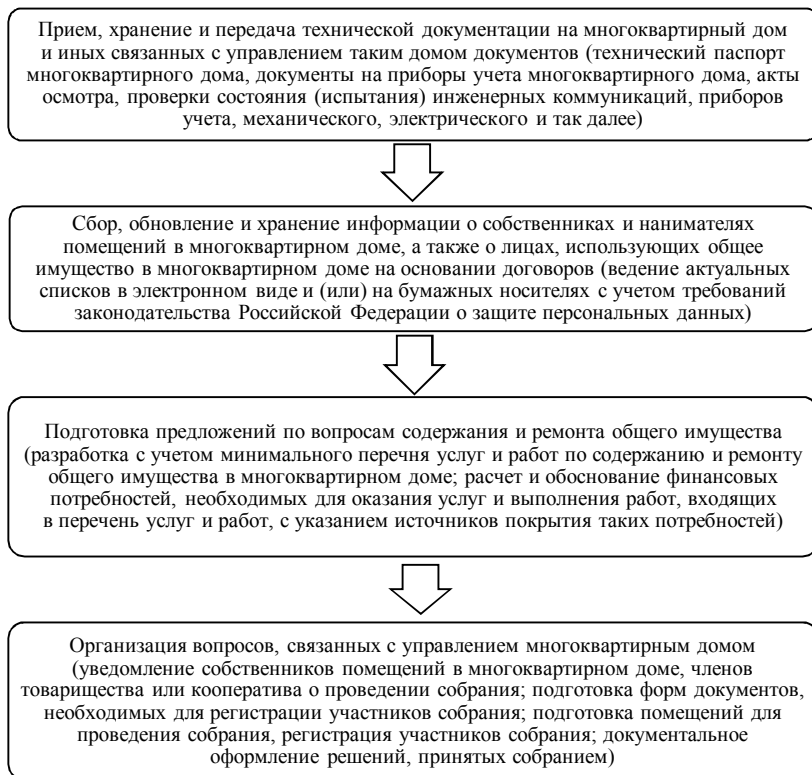 Прием, хранение и передача технической документации на многоквартирный дом
и иных связанных с управлением таким домом документов (технический паспорт
многоквартирного дома, документы на приборы учета многоквартирного дома, акты
осмотра, проверки состояния (испытания) инженерных коммуникаций, приборов
учета, механического, электрического и так далее)
Сбор, обновление и хранение информации о собственниках и нанимателях
помещений в многоквартирном доме, а также о лицах, использующих общее
имущество в многоквартирном доме на основании договоров (ведение актуальных
списков в электронном виде и (или) на бумажных носителях с учетом требований
законодательства Российской Федерации о защите персональных данных)
Подготовка предложений по вопросам содержания и ремонта общего имущества
(разработка с учетом минимального перечня услуг и работ по содержанию и ремонту
общего имущества в многоквартирном доме; расчет и обоснование финансовых
потребностей, необходимых для оказания услуг и выполнения работ, входящих
в перечень услуг и работ, с указанием источников покрытия таких потребностей)
Организация вопросов, связанных с управлением многоквартирным домом
(уведомление собственников помещений в многоквартирном доме, членов
товарищества или кооператива о проведении собрания; подготовка форм документов,
необходимых для регистрации участников собрания; подготовка помещений для
проведения собрания, регистрация участников собрания; документальное
оформление решений, принятых собранием)